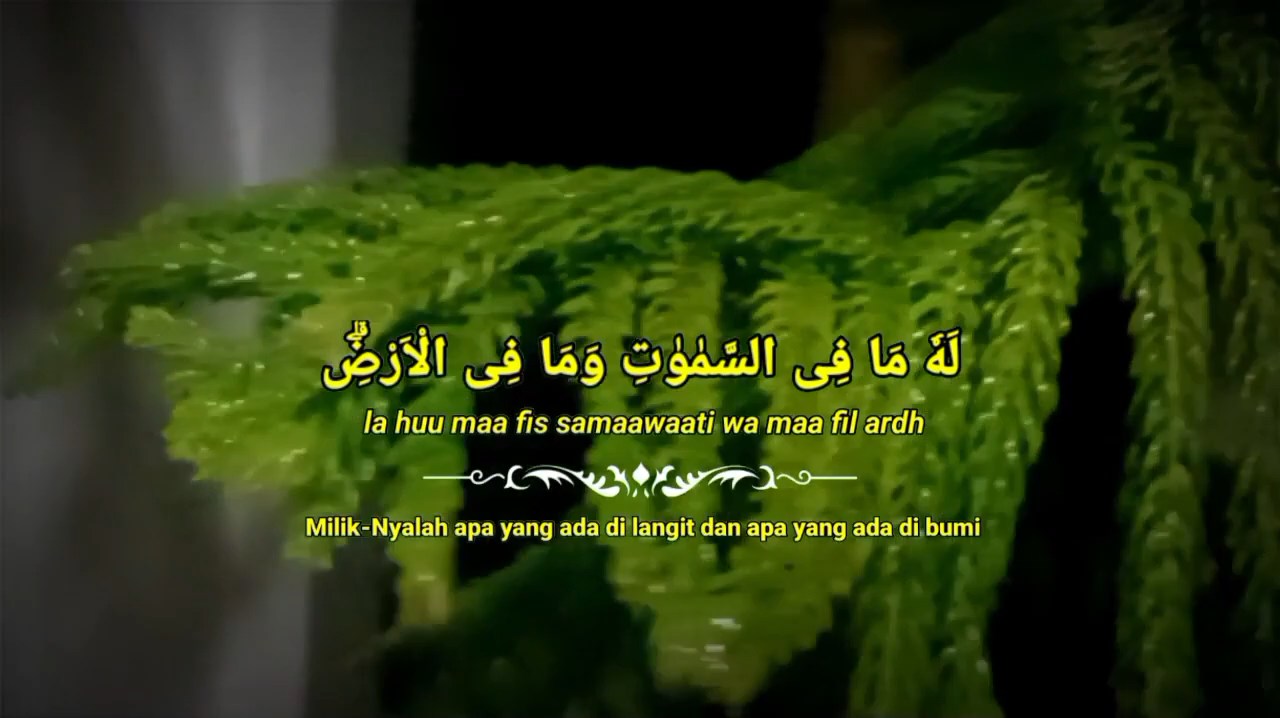 لَهٗ مَا فِى السَّمٰوٰتِ وَمَا فِى الْاَرْضِۗ
la huu maa fis samaawaati wa maa fil ardh
Milik-Nyalah apa yang ada di langit dan apa yang ada di bumi